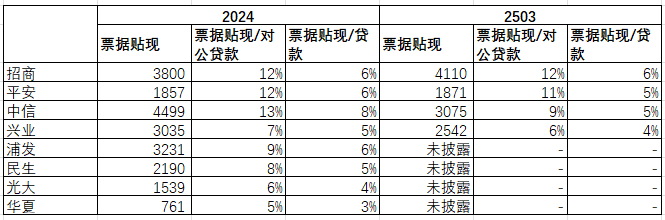 2024 2503
票据贴现 票据贴现/对公贷款 票据贴现/贷款 票据贴现 票据贴现/对公贷款 票据贴现/贷款
招商 3800 12% 6% 4110 12% 6%
平安 1857 12% 6% 1871 11% 5%
中信 4499 13% 8% 3075 9% 5%
兴业 3035 7% 5% 2542 6% 4%
浦发 3231 9% 6% 未披露 - -
民生 2190 8% 5% 未披露 - -
光大 1539 6% 4% 未披露 - -
华夏 761 5% 3% 未披露 - -